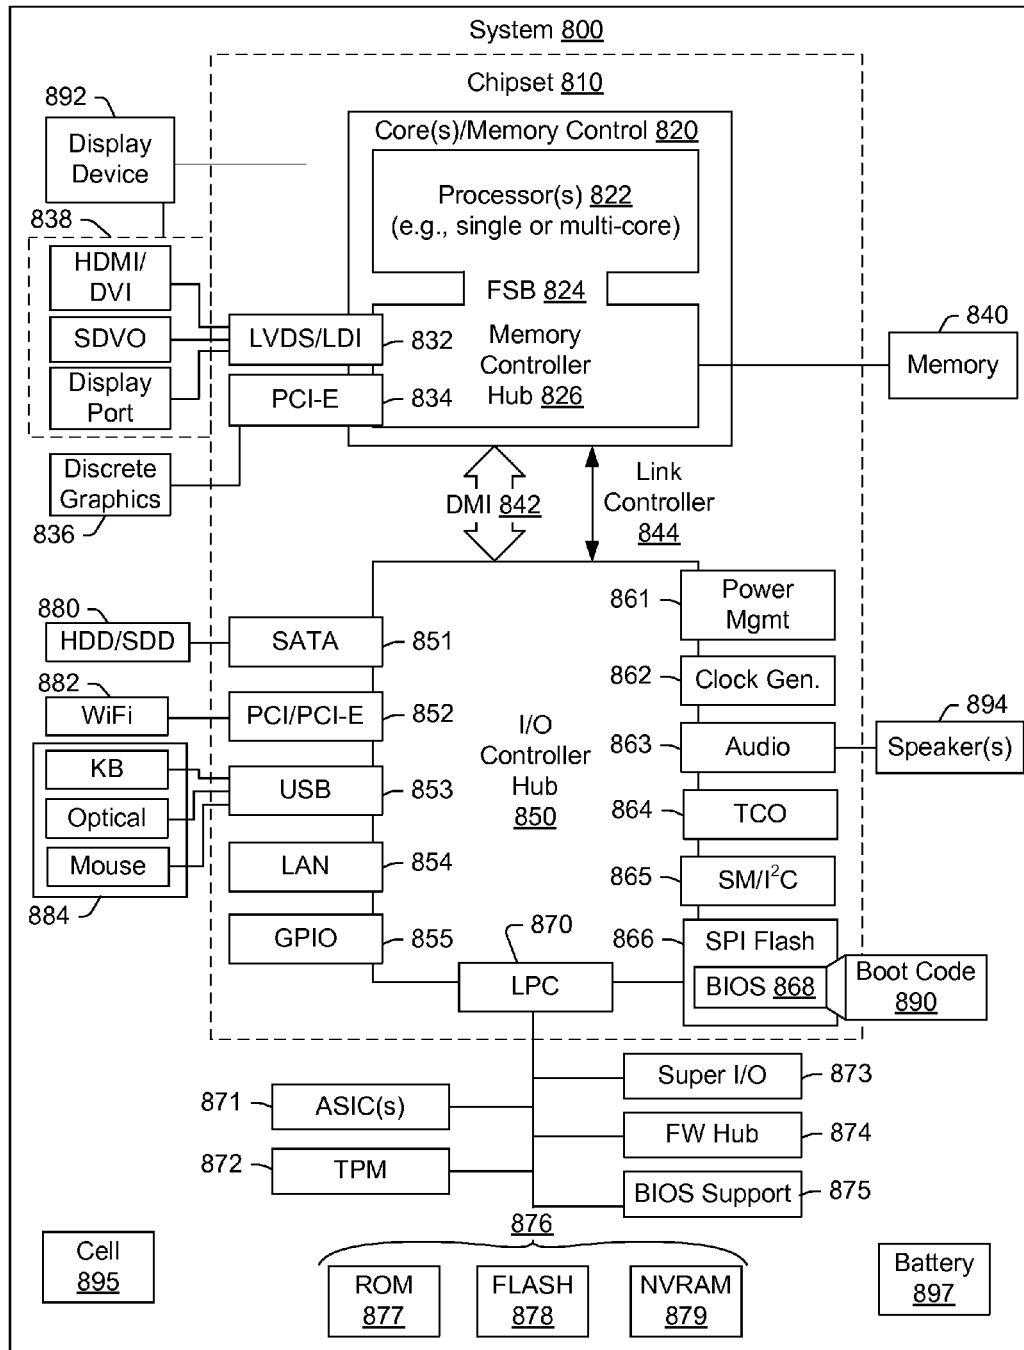 System 800
Chipset 810
892
Display
Device
Core(s)/Memory Control 820
Processor(s) 822
(e.g., single or multi-core)
838
HDMI/
DVI
SDVO
Display
Port
FSB 824
LVDS/LDI
832
Memory
Controller
Hub 826
PCI-E
834
840
Memory
Discrete
Graphics
836
DMI 842
Link
Controller
844
880
HDD/SDD
SATA
851
882
WiFi
PCI/PCI-E
852
KB
Optical
Mouse
884
USB
853
LAN
854
GPIO
855
I/O
Controller
Hub
850
861
Power
Mgmt
862
Clock Gen.
863
Audio
894
Speaker(s)
864
TCO
865
SM/I²C
866
SPI Flash
BIOS 868
Boot Code
890
870
LPC
871
ASIC(s)
872
TPM
Super I/O
873
FW Hub
874
BIOS Support
875
876
Cell
895
ROM
877
FLASH
878
NVRAM
879
Battery
897